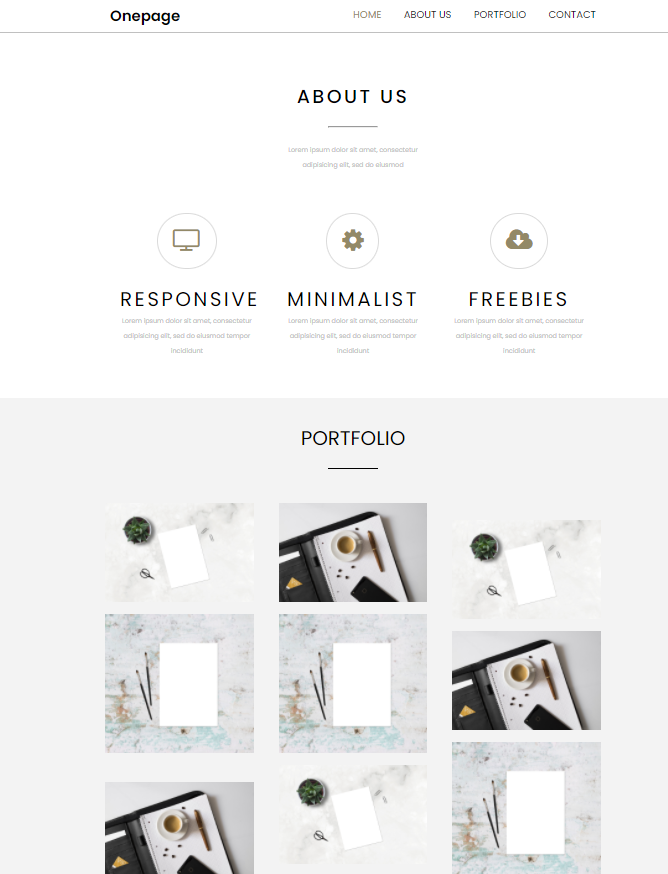 Onepage
HOME ABOUT US PORTFOLIO CONTACT
ABOUT US
Lorem ipsum dolor sit amet, consectetur
adipisicing elit, sed do eiusmod
RESPONSIVE
Lorem ipsum dolor sit amet, consectetur
adipisicing elit, sed do eiusmod tempor
incididunt
MINIMALIST
Lorem ipsum dolor sit amet, consectetur
adipisicing elit, sed do eiusmod tempor
incididunt
FREEBIES
Lorem ipsum dolor sit amet, consectetur
adipisicing elit, sed do eiusmod tempor
incididunt
PORTFOLIO